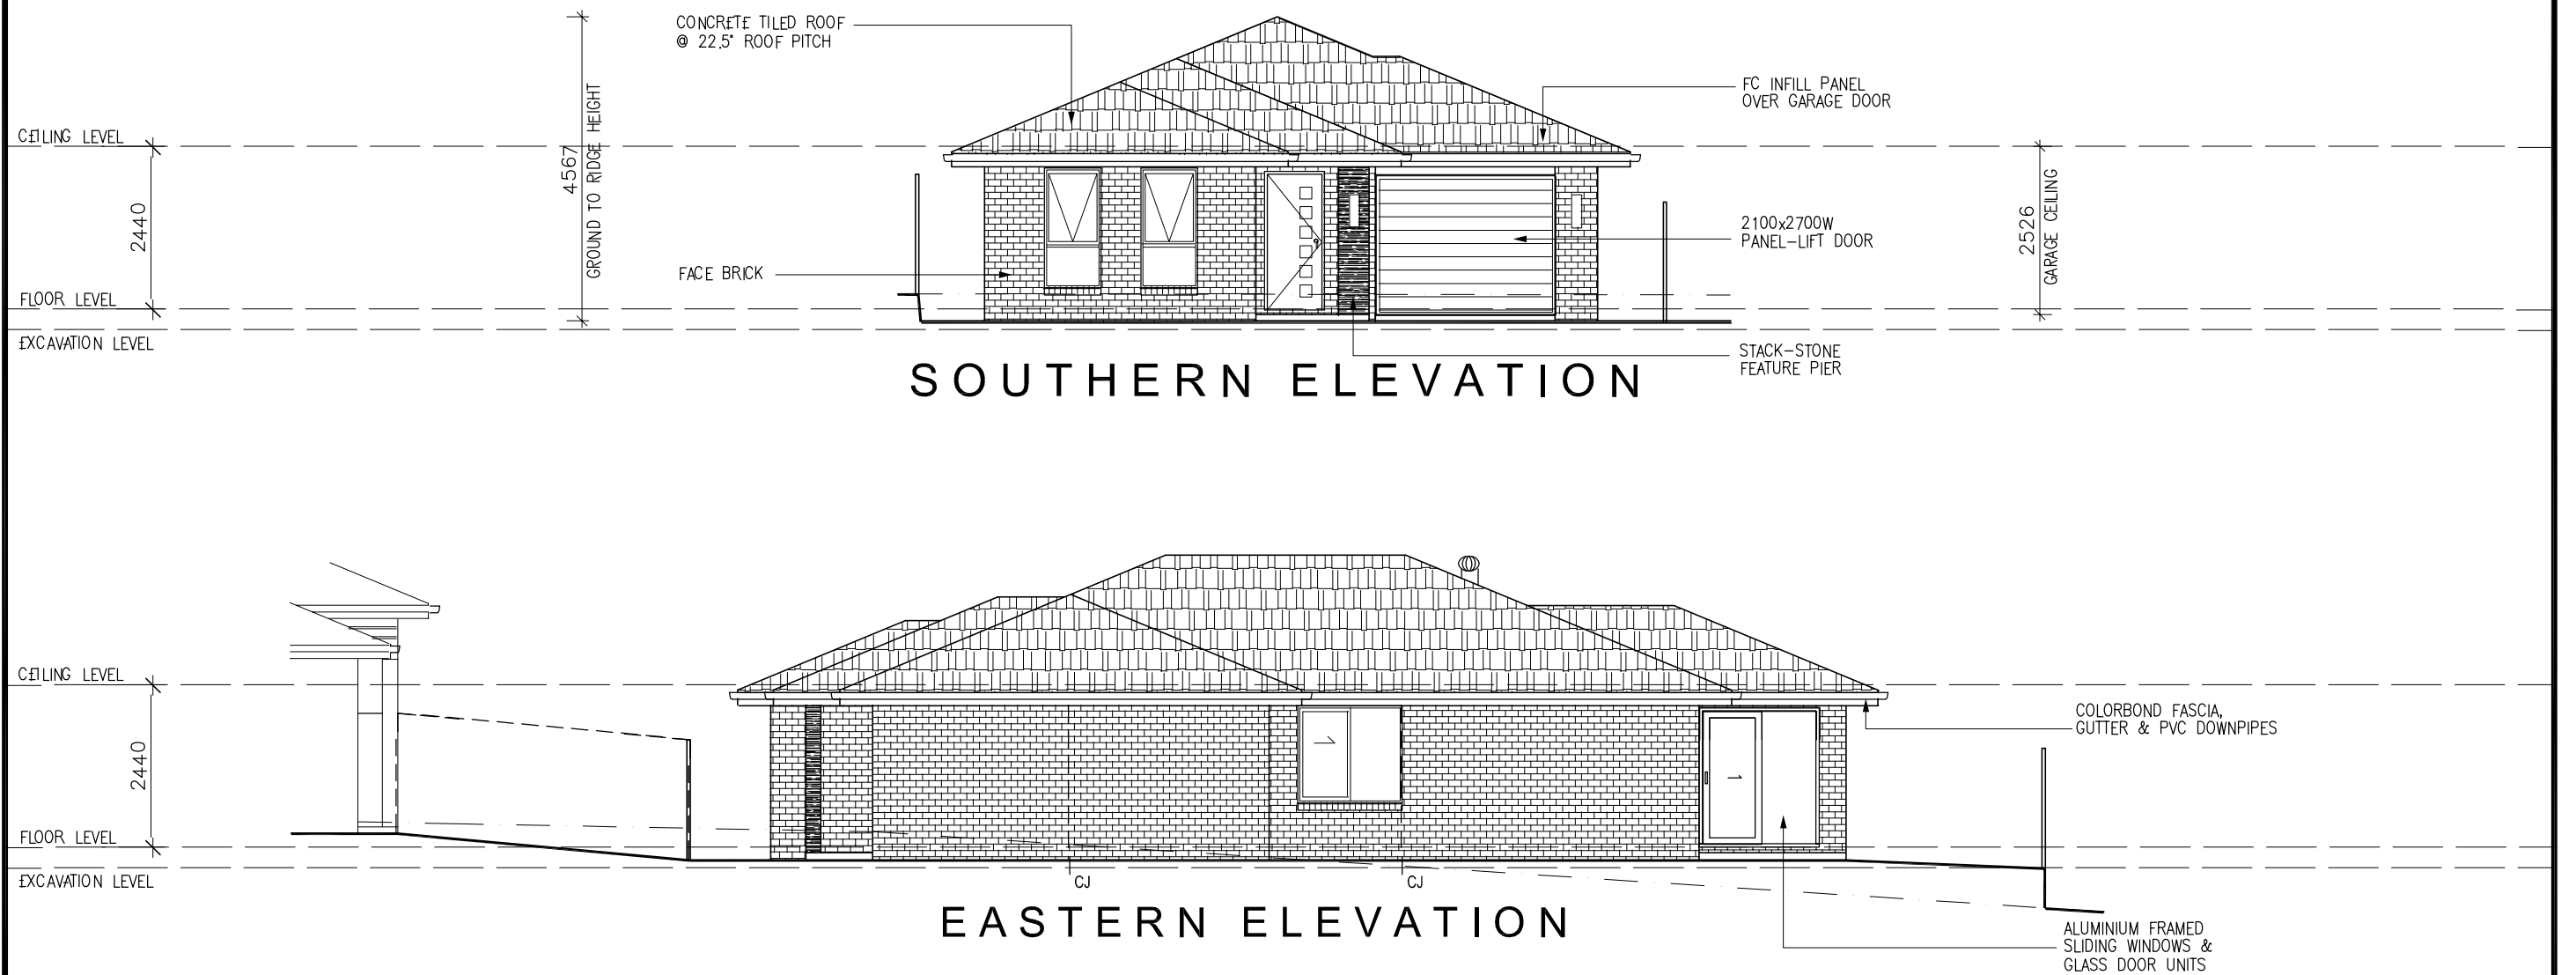 CONCRETE TILED ROOF
@ 22.5° ROOF PITCH
FC INFILL PANEL
OVER GARAGE DOOR
CEILING LEVEL
2440
4567
GROUND TO RIDGE HEIGHT
2526
GARAGE CEILING
2100x2700W
PANEL-LIFT DOOR
FACE BRICK
FLOOR LEVEL
EXCAVATION LEVEL
STACK-STONE
FEATURE PIER
SOUTHERN ELEVATION
CEILING LEVEL
2440
COLORBOND FASCIA,
GUTTER & PVC DOWNPIPES
1
1
FLOOR LEVEL
EXCAVATION LEVEL
CJ
CJ
EASTERN ELEVATION
ALUMINIUM FRAMED
SLIDING WINDOWS &
GLASS DOOR UNITS